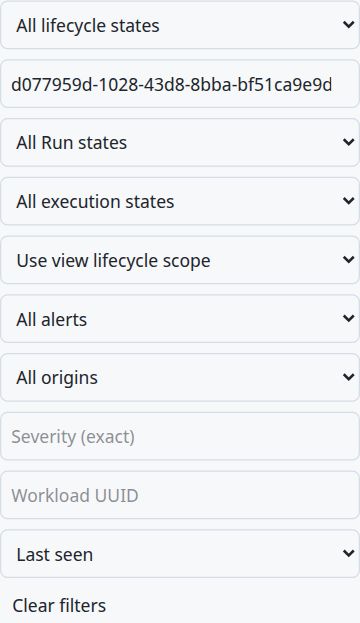 All lifecycle states
d077959d-1028-43d8-8bba-bf51ca9e9d
All Run states
All execution states
Use view lifecycle scope
All alerts
All origins
Severity (exact)
Workload UUID
Last seen
Clear filters